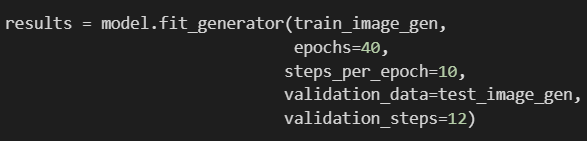 results = model.fit_generator(train_image_gen,
epochs=40,
steps_per_epoch=10,
validation_data=test_image_gen,
validation_steps=12)